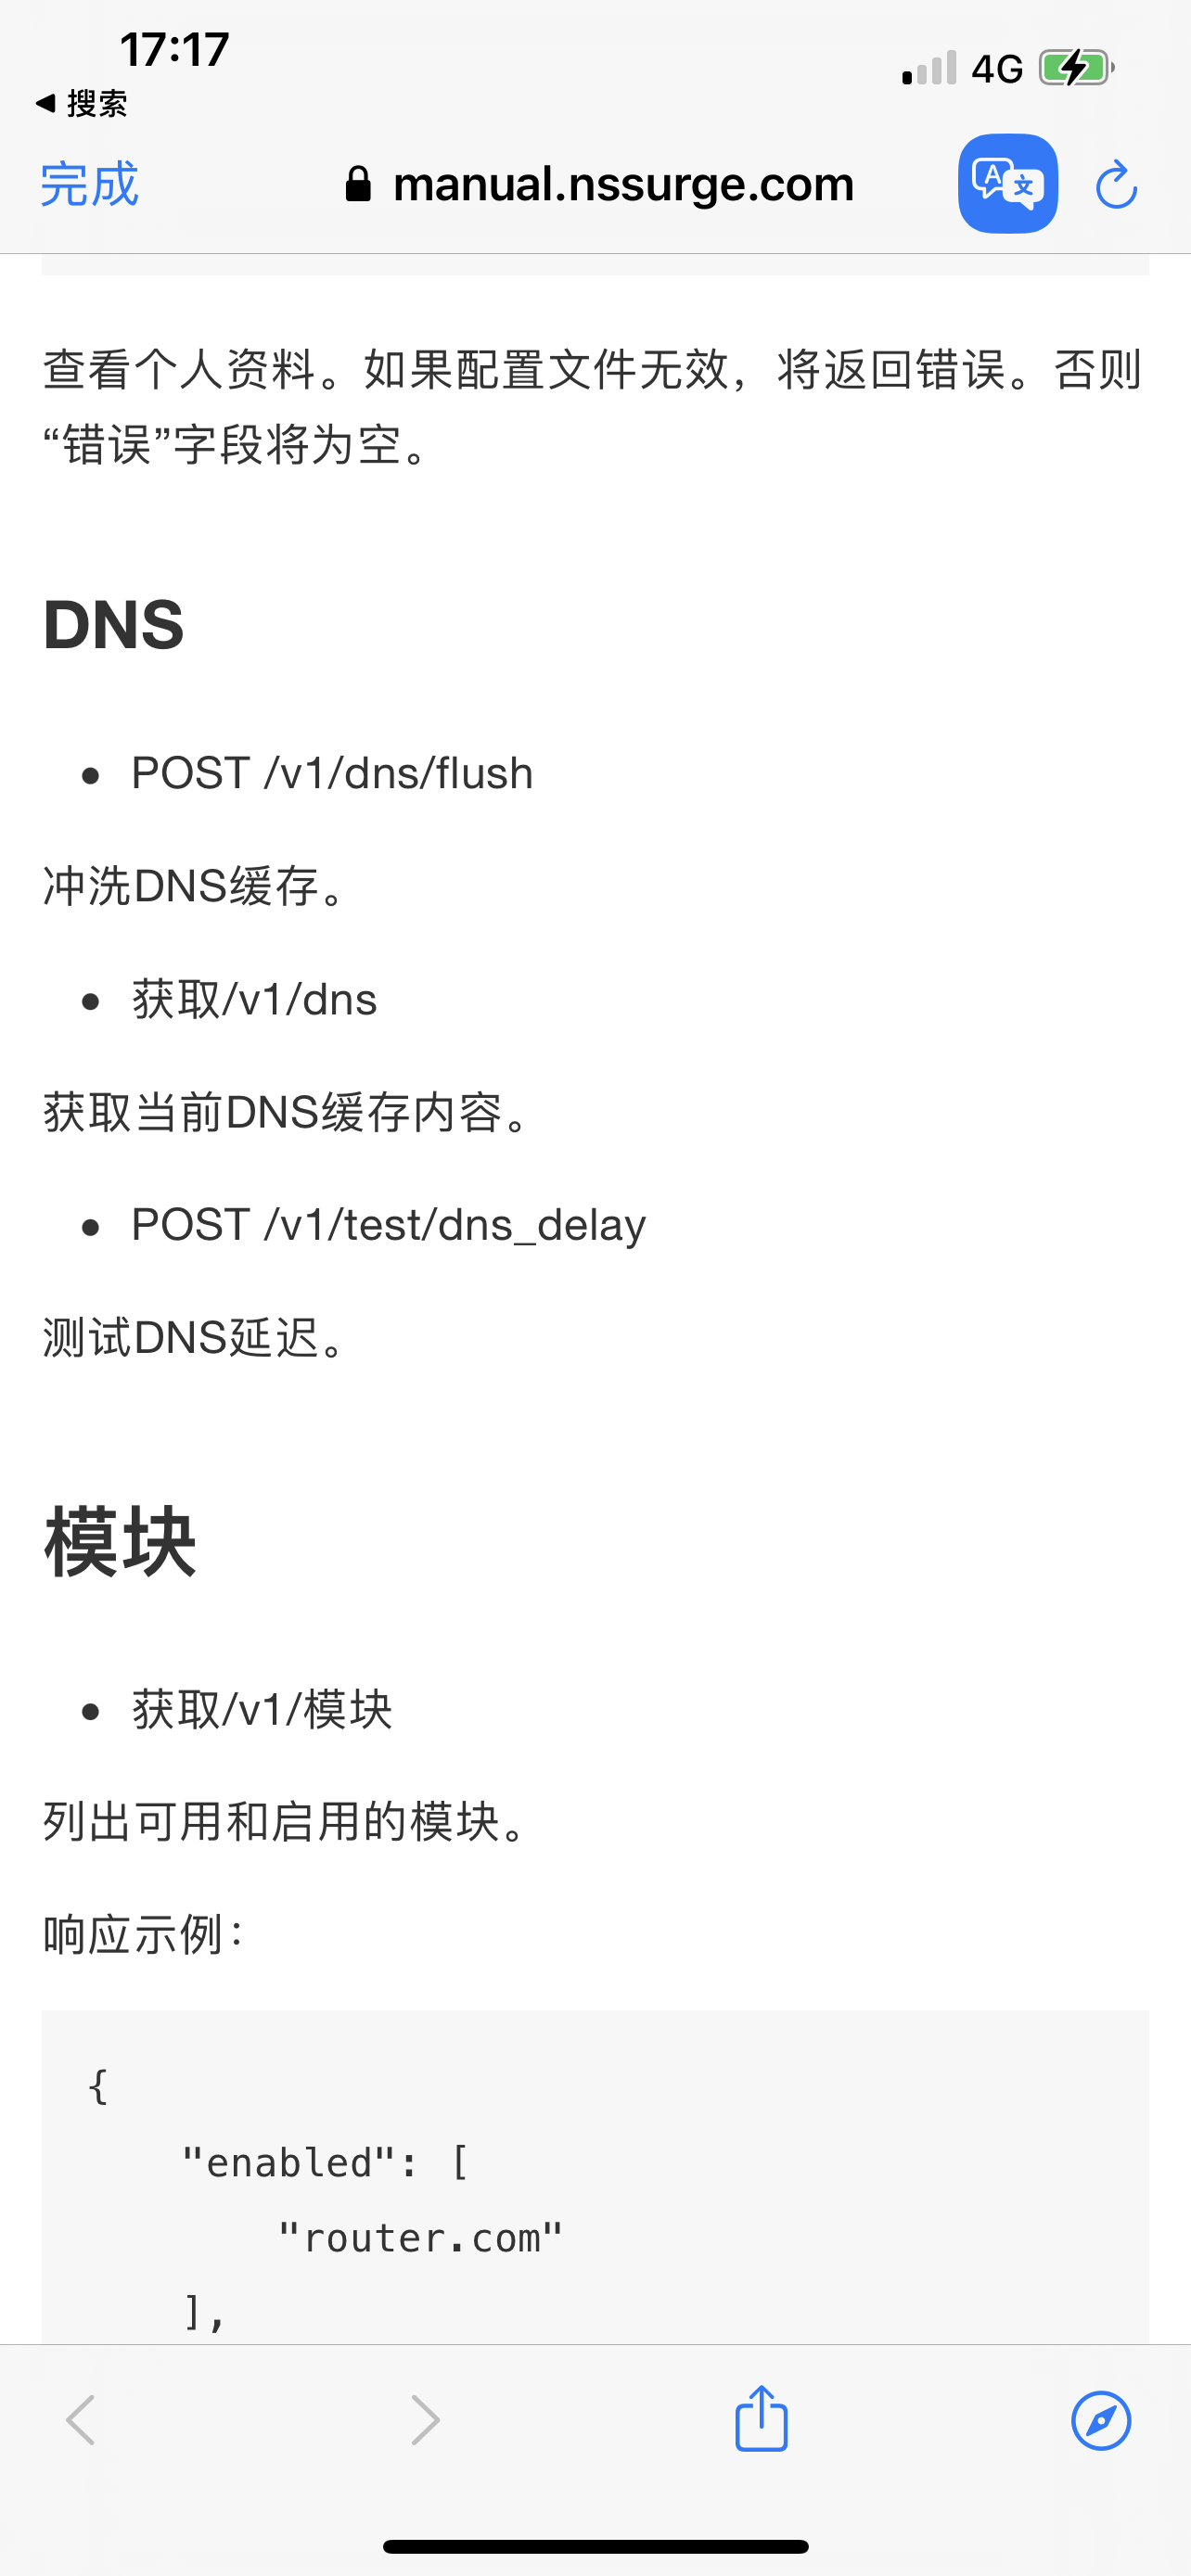 17:17
4G
◀ 搜索
完成
manual.nssurge.com
查看个人资料。如果配置文件无效，将返回错误。否则
“错误”字段将为空。
DNS
• POST /v1/dns/flush
冲洗DNS缓存。
• 获取/v1/dns
获取当前DNS缓存内容。
• POST /v1/test/dns_delay
测试DNS延迟。
模块
• 获取/v1/模块
列出可用和启用的模块。
响应示例：
{
"enabled": [
"router.com"
],